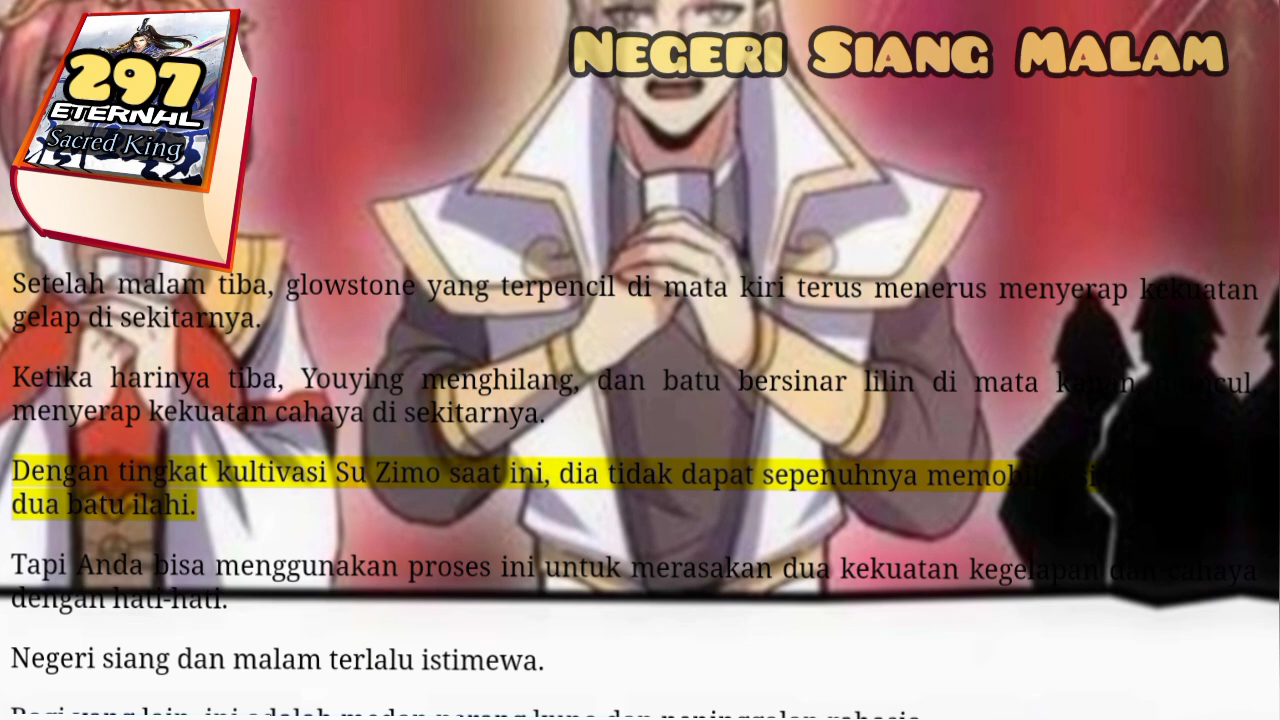 NEGERI SIANG MALAM
297
ETERNAL
Sacred King
Setelah malam tiba, glowstone yang terpencil di mata kiri terus menerus menyerap kekuatan
gelap di sekitarnya.
Ketika harinya tiba, Youying menghilang, dan batu bersinar lilin di mata
menyerap kekuatan cahaya di sekitarnya.
Dengan tingkat kultivasi Su Zimo saat ini, dia tidak dapat sepenuhnya
dua batu ilahi.
Tapi Anda bisa menggunakan proses ini untuk merasakan dua kekuatan kegelapan dan cahaya
dengan hati-hati.
Negeri siang dan malam terlalu istimewa.